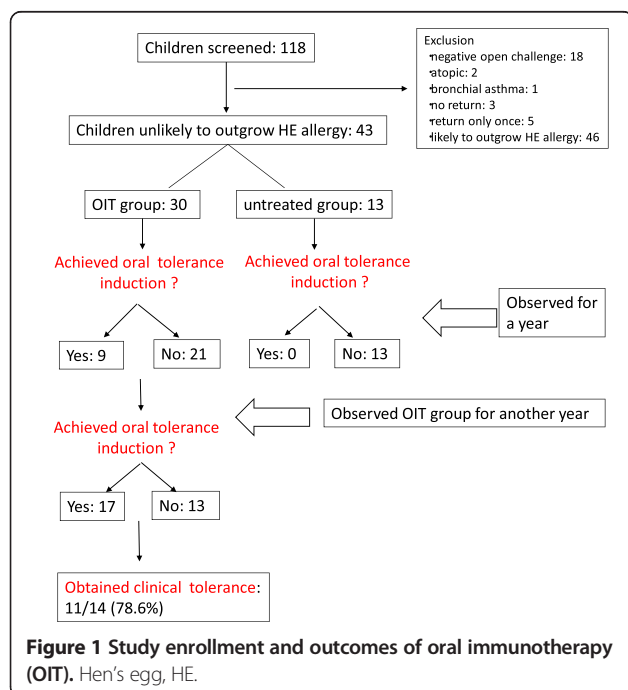 Children screened: 118
Exclusion
•negative open challenge: 18
•atopic: 2
•bronchial asthma: 1
•no return: 3
•return only once: 5
•likely to outgrow HE allergy: 46
Children unlikely to outgrow HE allergy: 43
OIT group: 30
untreated group: 13
Achieved oral tolerance
induction ?
Achieved oral tolerance
induction ?
Observed for
a year
Yes: 9
No: 21
Yes: 0
No: 13
Achieved oral tolerance
induction ?
Observed OIT group for another year
Yes: 17
No: 13
Obtained clinical tolerance:
11/14 (78.6%)
Figure 1 Study enrollment and outcomes of oral immunotherapy
(OIT). Hen's egg, HE.